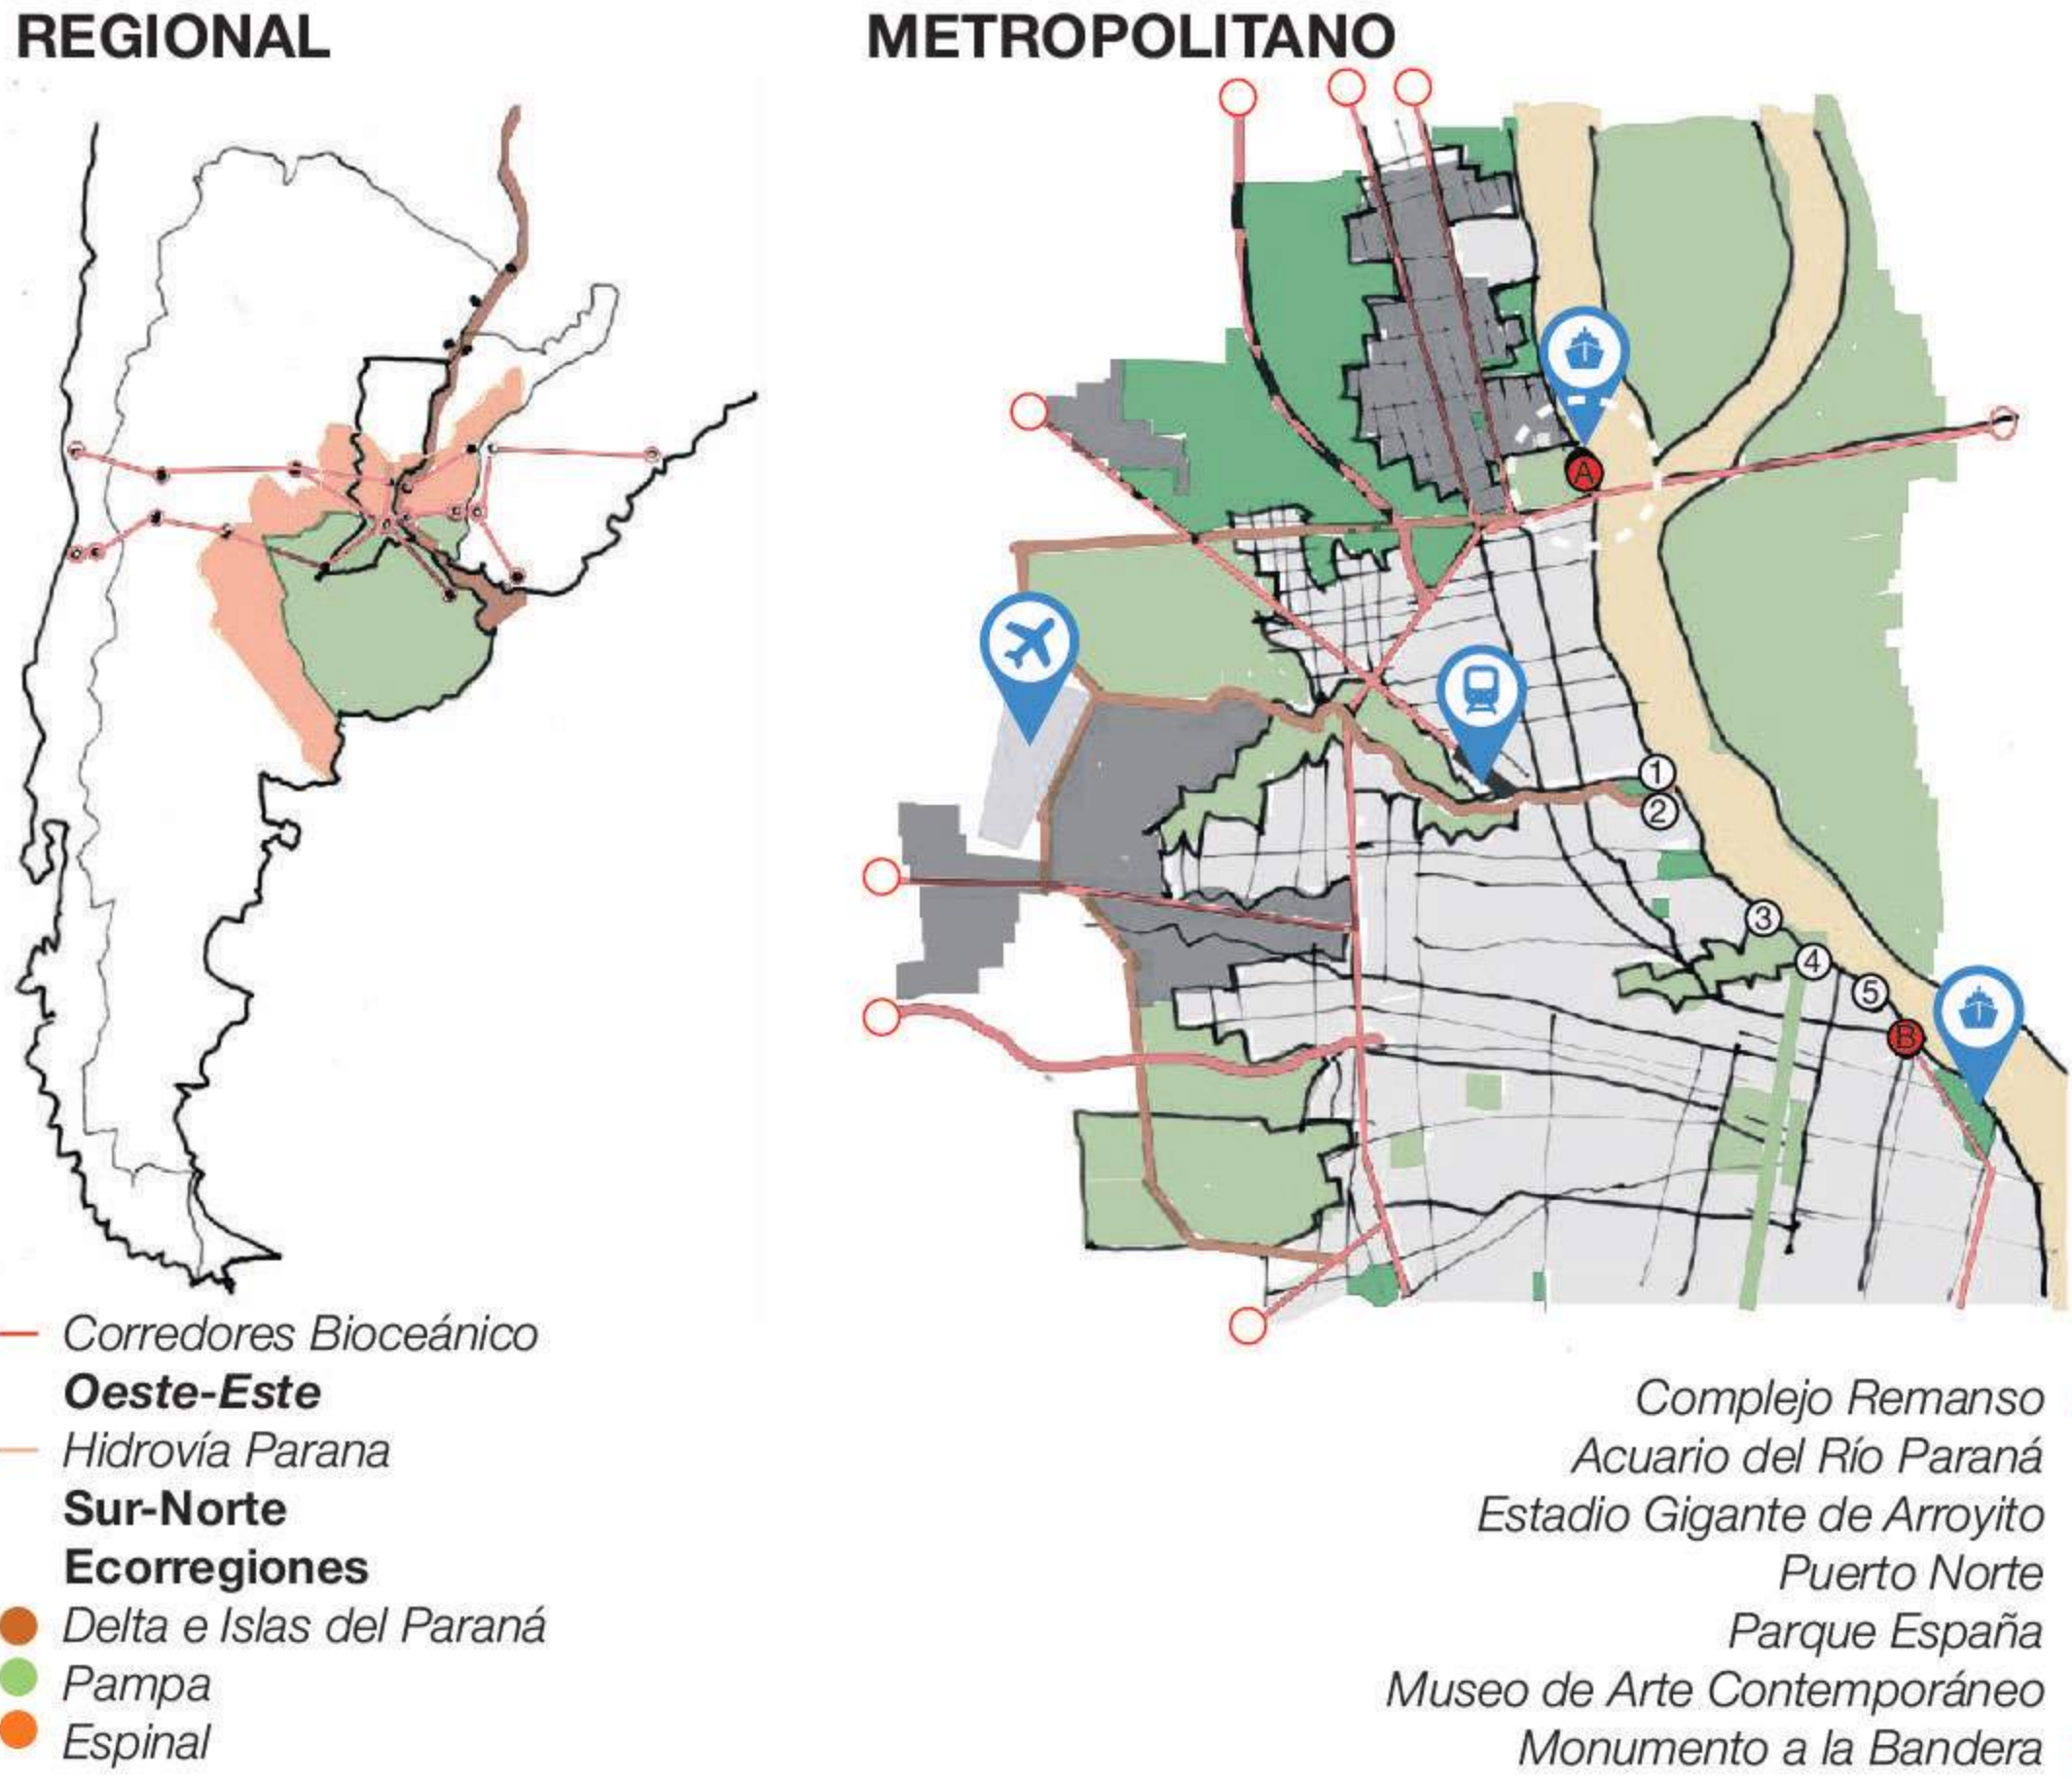 REGIONAL
METROPOLITANO
A
1
2
3
4
5
B
Corredores Bioceánico
Oeste-Este
Hidrovía Parana
Sur-Norte
Ecorregiones
Delta e Islas del Paraná
Pampa
Espinal
Complejo Remanso
Acuario del Río Paraná
Estadio Gigante de Arroyito
Puerto Norte
Parque España
Museo de Arte Contemporáneo
Monumento a la Bandera